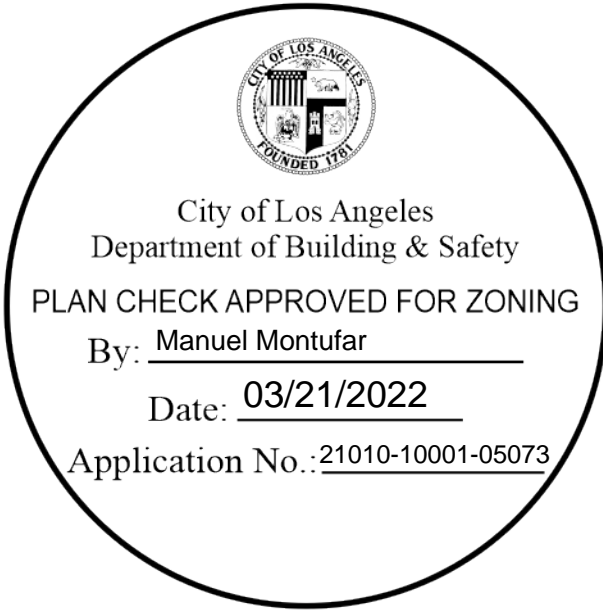 CITY OF LOS ANGELES
FOUNDED 1781
City of Los Angeles
Department of Building & Safety
PLAN CHECK APPROVED FOR ZONING
By: Manuel Montufar
Date: 03/21/2022
Application No.: 21010-10001-05073